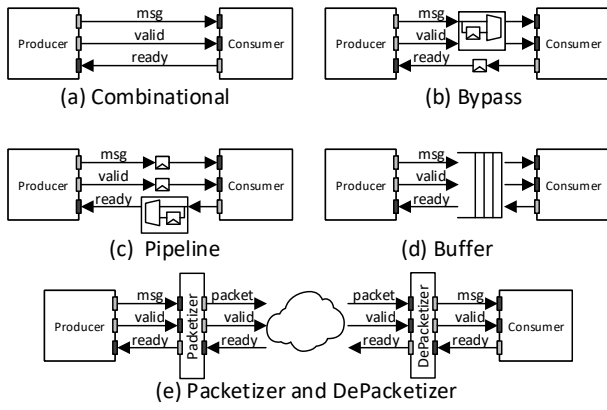 msg
Producer
valid
Consumer
ready
(a) Combinational
msg
Producer
valid
Consumer
ready
(b) Bypass
msg
Producer
valid
Consumer
ready
(c) Pipeline
msg
Producer
valid
Consumer
ready
(d) Buffer
msg
packet
packet
msg
Producer
valid
Packetizer
valid
valid
DePacketizer
valid
Consumer
ready
ready
ready
ready
(e) Packetizer and DePacketizer